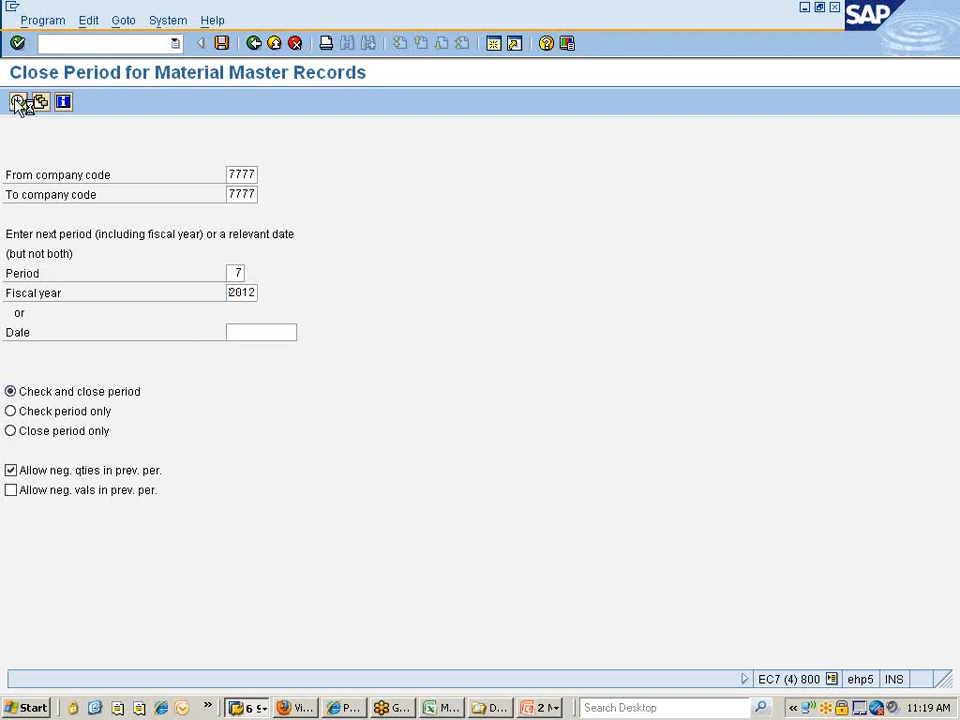 Program Edit Goto System Help
SAP
Close Period for Material Master Records
From company code 7777
To company code 7777
Enter next period (including fiscal year) or a relevant date
(but not both)
Period 7
Fiscal year 2012
or
Date
Check and close period
Check period only
Close period only
Allow neg. qties in prev. per.
Allow neg. vals in prev. per.
EC7 (4) 800 ehp5 INS
Start 6 S Vi... P... G... M... D... 2 M Search Desktop 11:19 AM